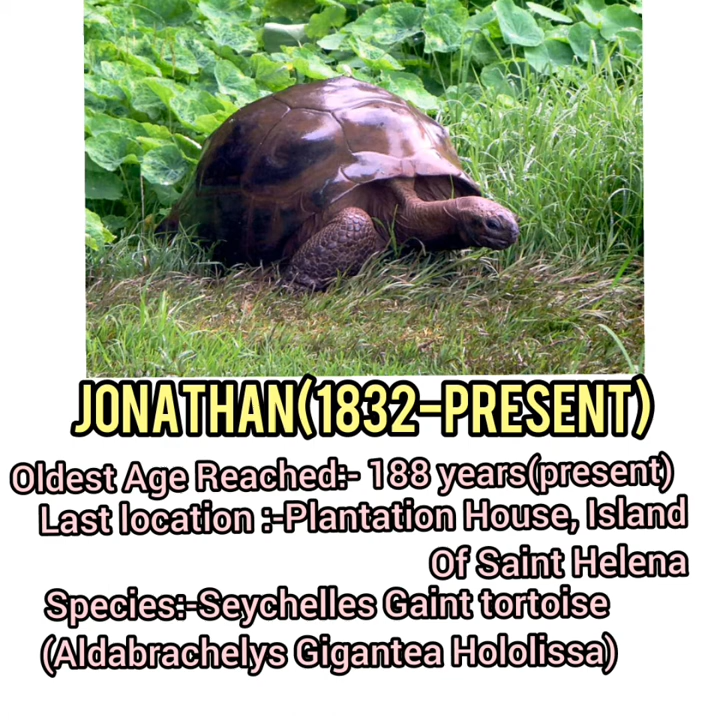 JONATHAN(1832-PRESENT)
Oldest Age Reached:- 188 years(present)
Last location :-Plantation House, Island
Of Saint Helena
Species:-Seychelles Gaint tortoise
(Aldabrachelys Gigantea Hololissa)